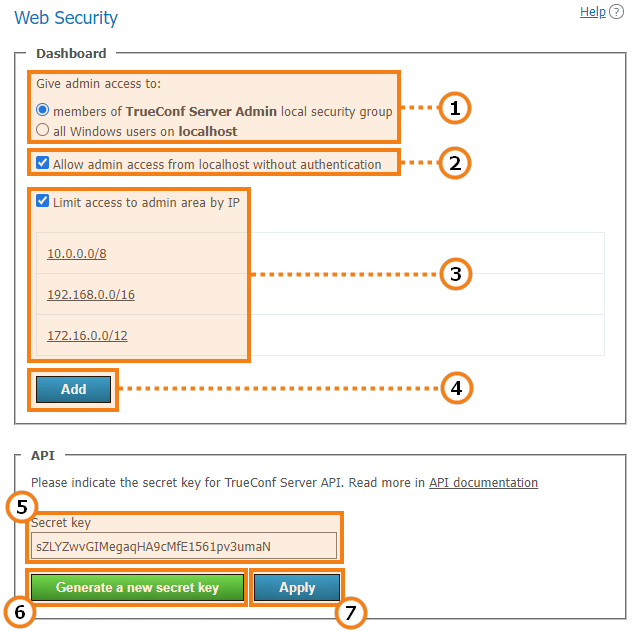 Web Security
Help ?
Dashboard
Give admin access to:
members of TrueConf Server Admin local security group
1
all Windows users on localhost
Allow admin access from localhost without authentication
2
Limit access to admin area by IP
10.0.0.0/8
3
192.168.0.0/16
172.16.0.0/12
Add
4
API
Please indicate the secret key for TrueConf Server API. Read more in API documentation
5
Secret key
sZLYZwvGIMegaqHA9cMfE1561pv3umaN
Generate a new secret key
Apply
6
7